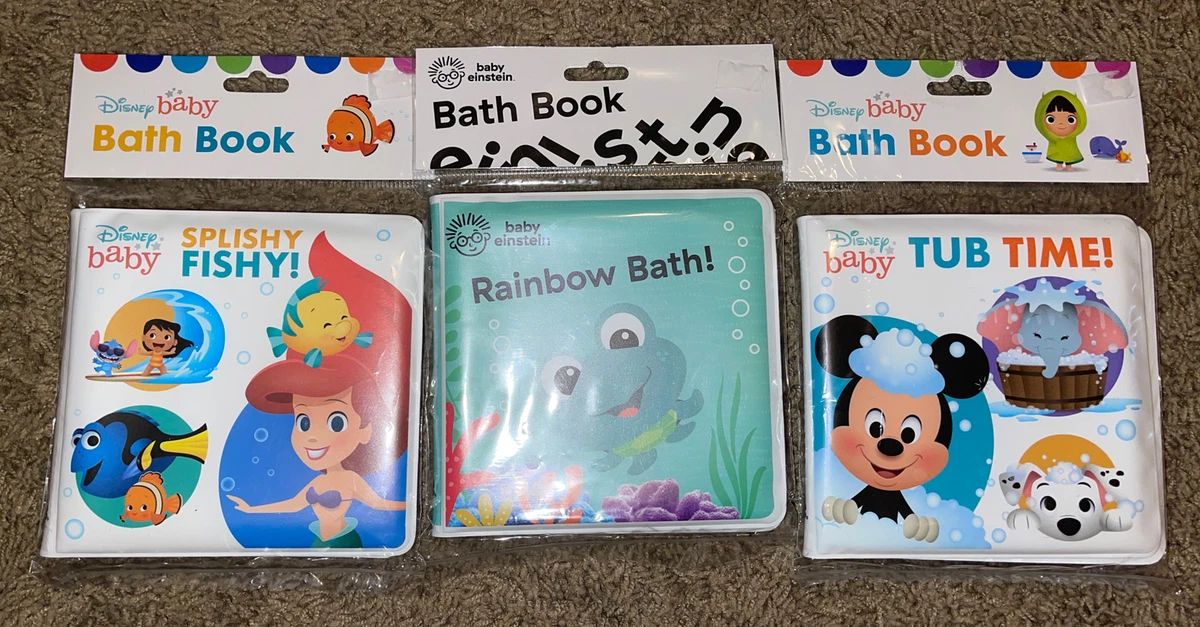 Disney baby
Bath Book
baby
einstein
Bath Book
Disney baby
Bath Book
Disney
baby
SPLISHY
FISHY!
baby
einstein
Rainbow Bath!
Disney
baby
TUB TIME!